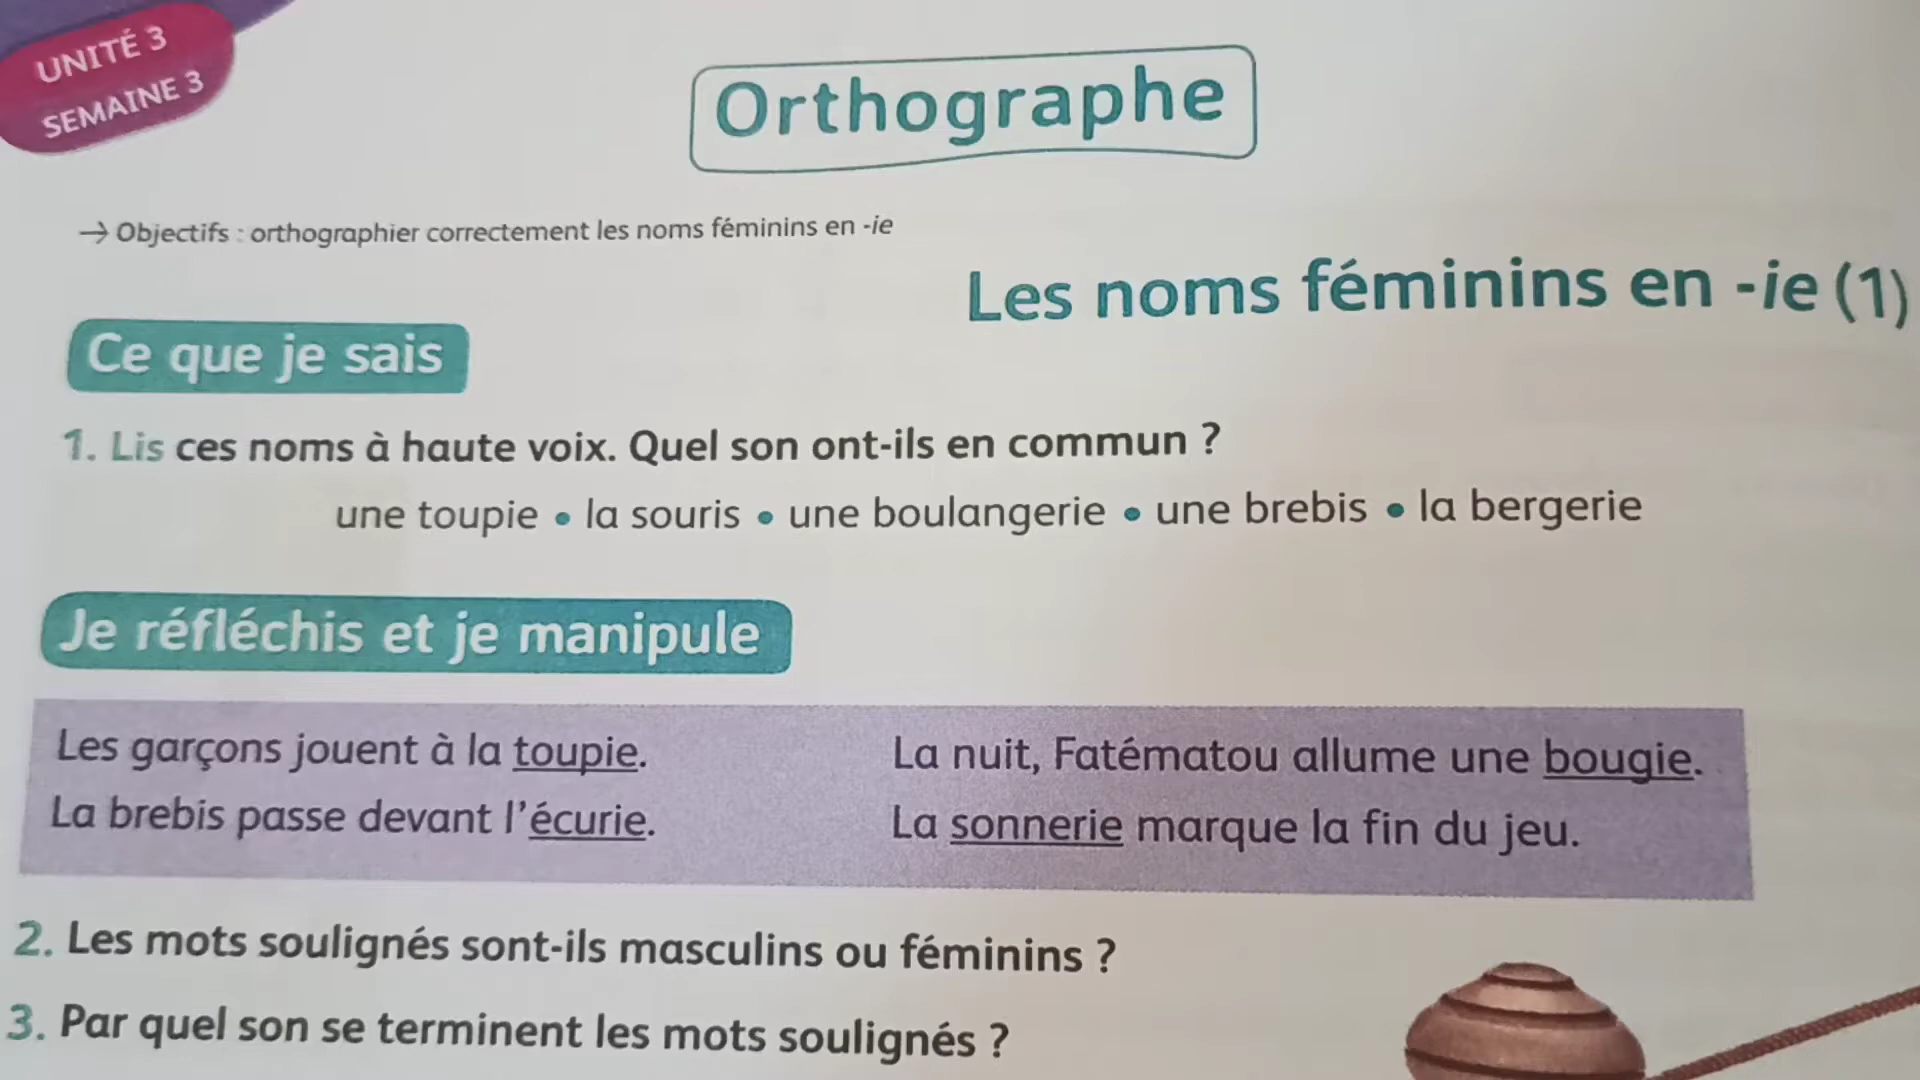 UNITÉ 3
SEMAINE 3
Orthographe
→ Objectifs : orthographier correctement les noms féminins en -ie
Les noms féminins en -ie (1)
Ce que je sais
1. Lis ces noms à haute voix. Quel son ont-ils en commun ?
une toupie • la souris • une boulangerie • une brebis • la bergerie
Je réfléchis et je manipule
Les garçons jouent à la toupie.
La brebis passe devant l'écurie.
La nuit, Fatématou allume une bougie.
La sonnerie marque la fin du jeu.
2. Les mots soulignés sont-ils masculins ou féminins ?
3. Par quel son se terminent les mots soulignés ?